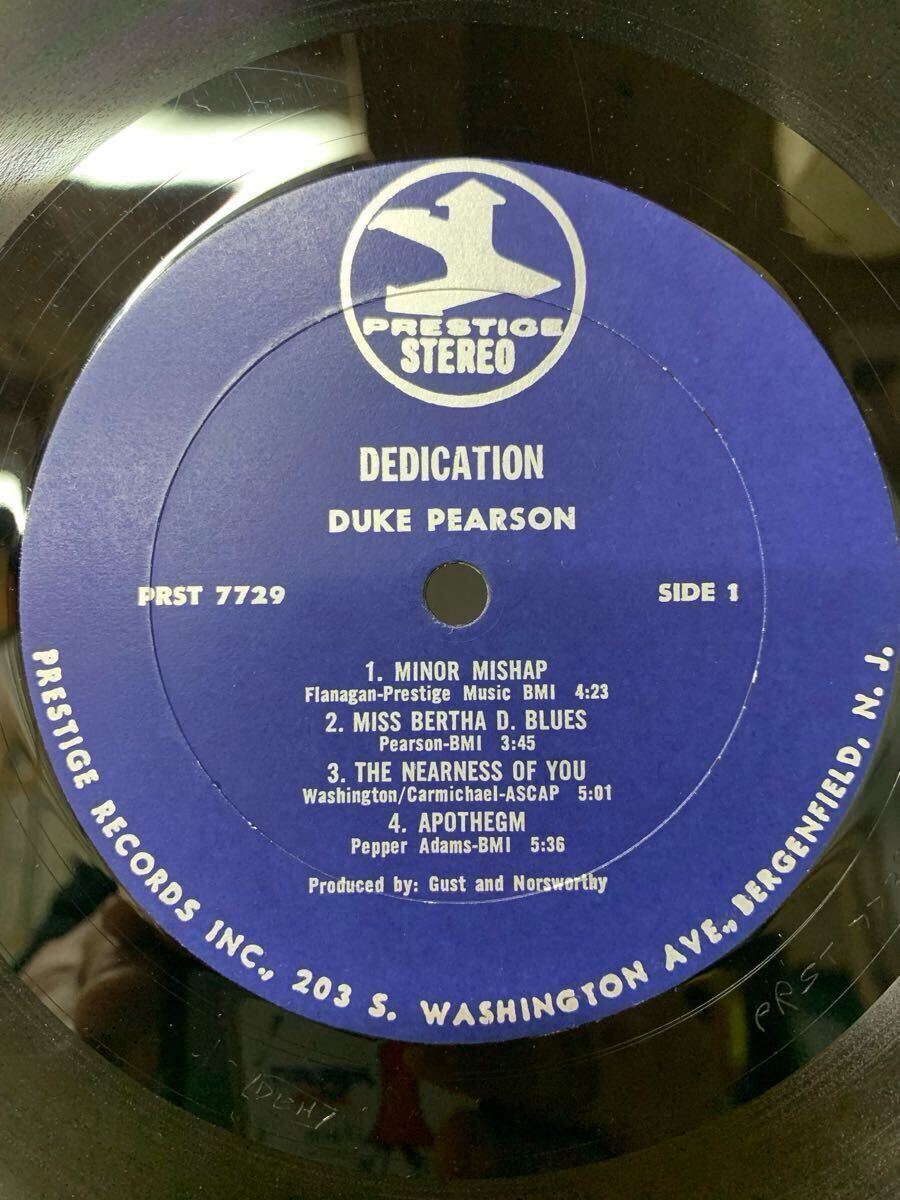 PRESTIGE
STEREO
DEDICATION
DUKE PEARSON
PRST 7729
SIDE 1
1. MINOR MISHAP
Flanagan-Prestige Music BMI 4:23
2. MISS BERTHA D. BLUES
Pearson-BMI 3:45
3. THE NEARNESS OF YOU
Washington/Carmichael-ASCAP 5:01
4. APOTHEGM
Pepper Adams-BMI 5:36
Produced by: Gust and Norsworthy
PRESTIGE RECORDS INC., 203 S. WASHINGTON AVE., BERGENFIELD, N. J.
PRST 77